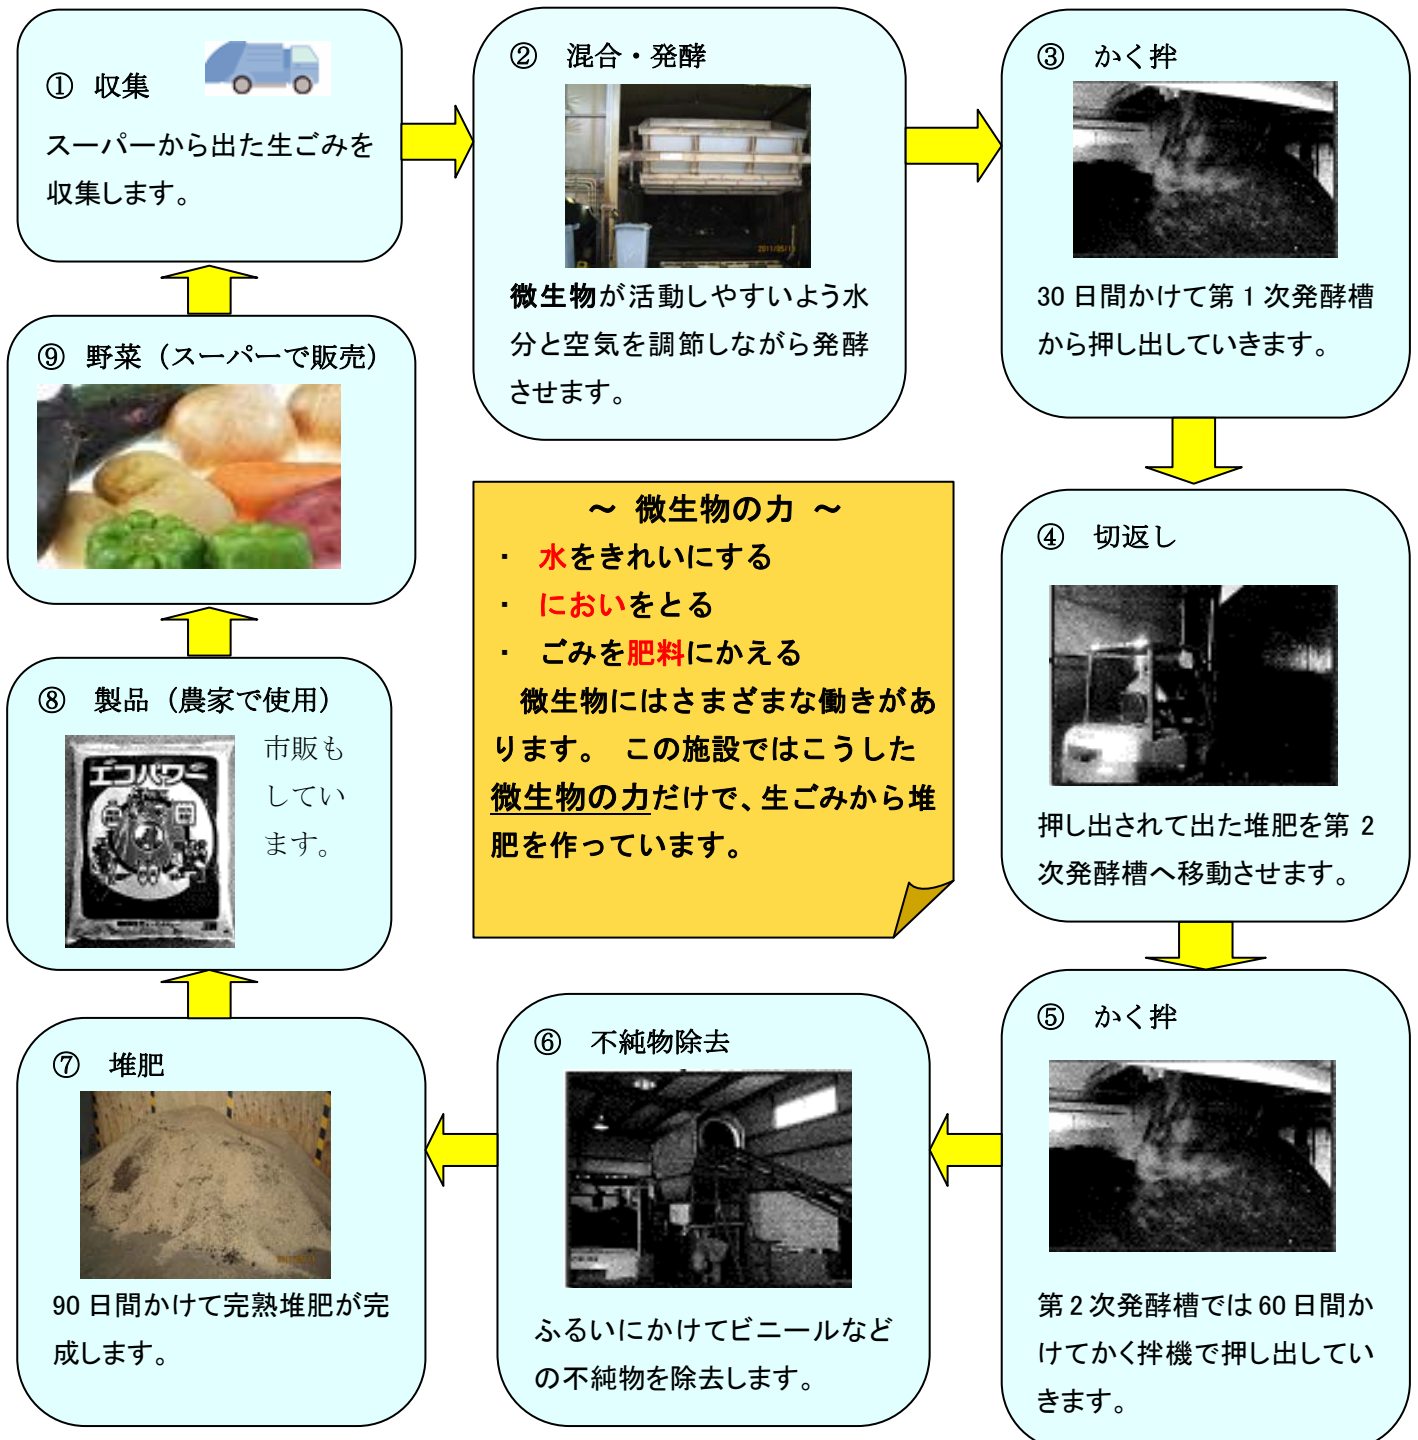 ① 収集
スーパーから出た生ごみを
収集します。
② 混合・発酵
2011/05/11
微生物が活動しやすいよう水
分と空気を調節しながら発酵
させます。
③ かく拌
30 日間かけて第 1 次発酵槽
から押し出していきます。
④ 切返し
押し出されて出た堆肥を第 2
次発酵槽へ移動させます。
⑤ かく拌
第 2 次発酵槽では 60 日間か
けてかく拌機で押し出してい
きます。
⑥ 不純物除去
ふるいにかけてビニールなど
の不純物を除去します。
⑦ 堆肥
90 日間かけて完熟堆肥が完
成します。
⑧ 製品（農家で使用）
エコパワー
市販も
してい
ます。
⑨ 野菜（スーパーで販売）
～ 微生物の力 ～
・ 水をきれいにする
・ においをとる
・ ごみを肥料にかえる
微生物にはさまざまな働きがあ
ります。 この施設ではこうした
微生物の力だけで、生ごみから堆
肥を作っています。